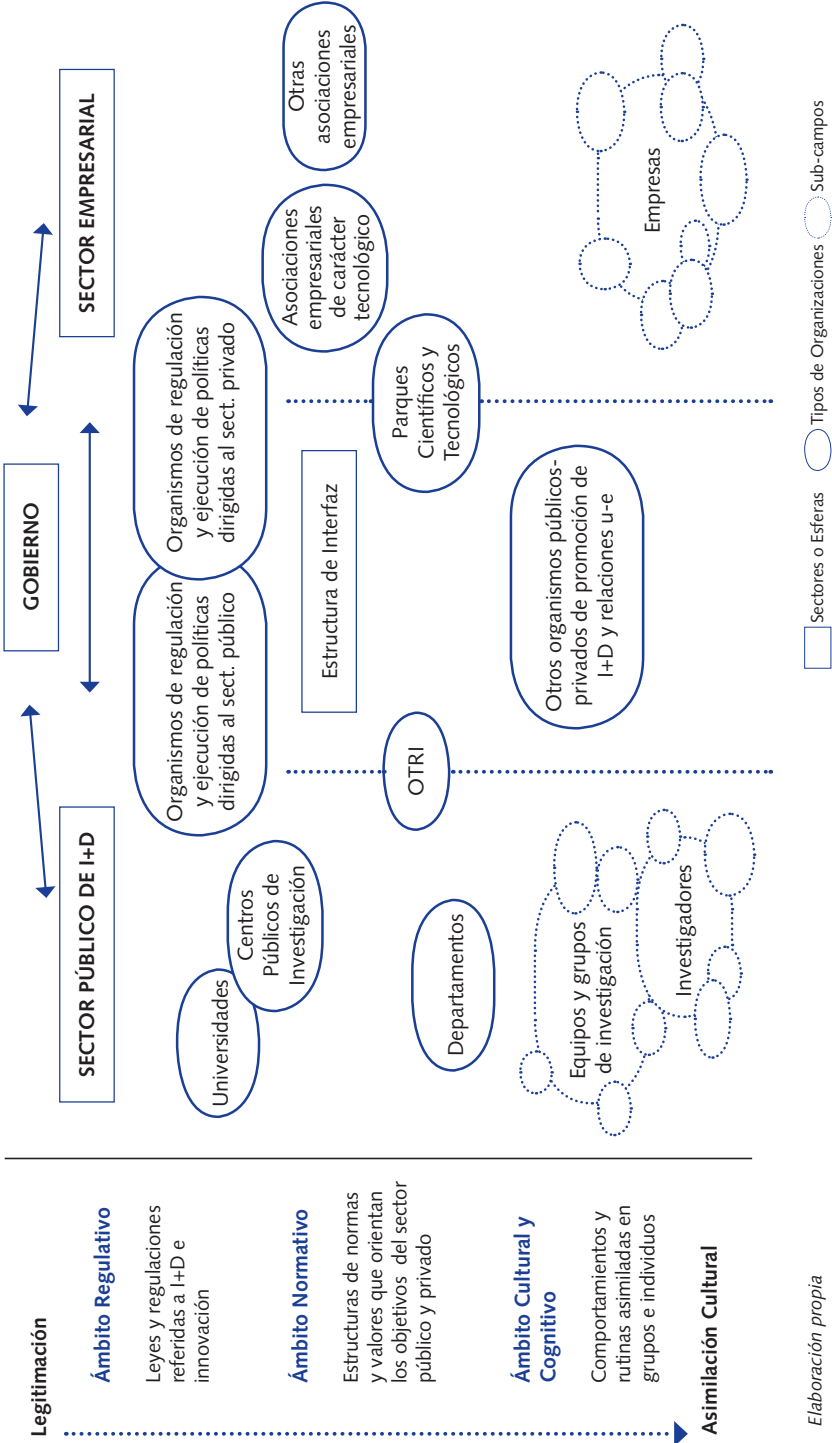 Legitimación
Ámbito Regulativo
Leyes y regulaciones
referidas a I+D e
innovación
Ámbito Normativo
Estructuras de normas
y valores que orientan
los objetivos del sector
público y privado
Ámbito Cultural y
Cognitivo
Comportamientos y
rutinas asimiladas en
grupos e individuos
Asimilación Cultural
SECTOR PÚBLICO DE I+D
GOBIERNO
SECTOR EMPRESARIAL
Universidades
Centros
Públicos de
Investigación
Organismos de regulación
y ejecución de políticas
dirigidas al sect. público
Organismos de regulación
y ejecución de políticas
dirigidas al sect. privado
Asociaciones
empresariales
de carácter
tecnológico
Otras
asociaciones
empresariales
Estructura de Interfaz
Departamentos
OTRI
Parques
Científicos y
Tecnológicos
Equipos y grupos
de investigación
Investigadores
Otros organismos públicos-
privados de promoción de
I+D y relaciones u-e
Empresas
Sectores o Esferas
Tipos de Organizaciones
Sub-campos
Elaboración propia